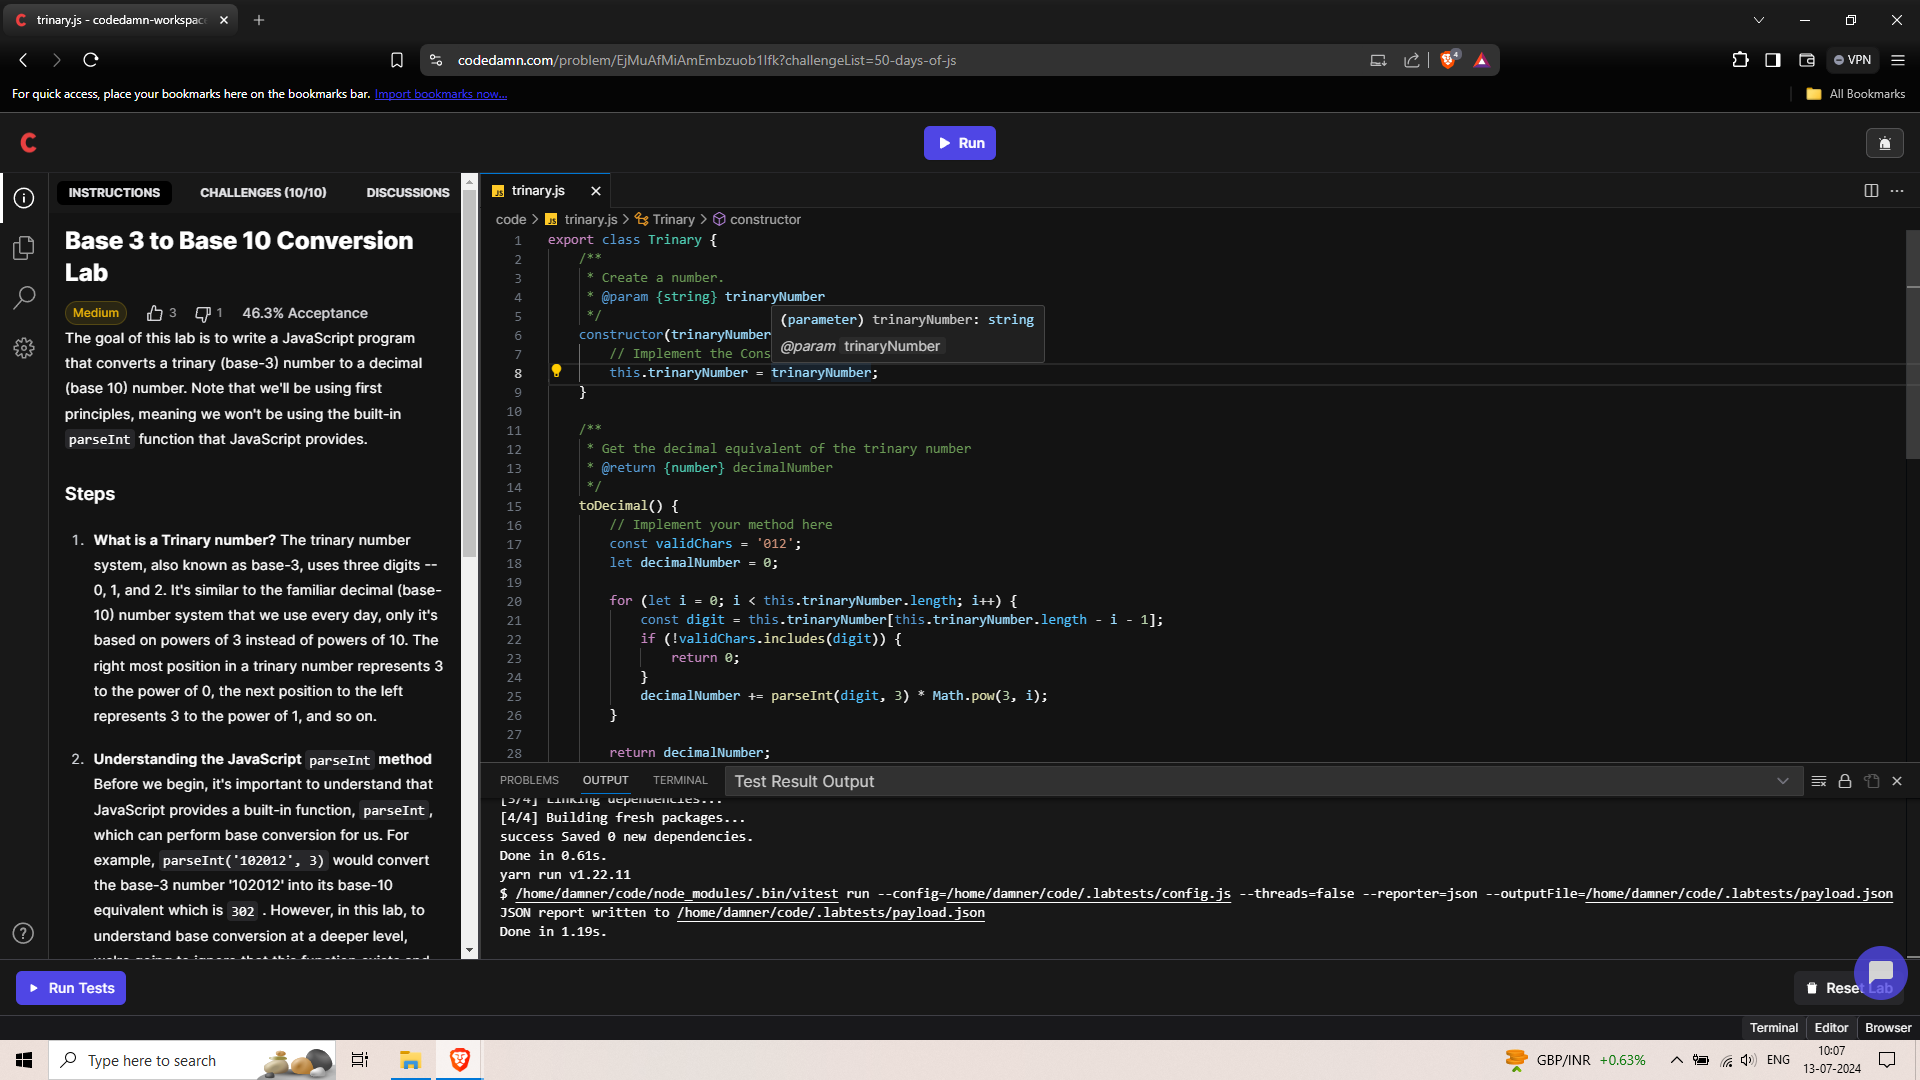 trinary.js - codedamn-workspac
codedamn.com/problem/EjMuAfMiAmEmbzuob1Ifk?challengeList=50-days-of-js
4
VPN
For quick access, place your bookmarks here on the bookmarks bar. Import bookmarks now...
All Bookmarks
Run
INSTRUCTIONS
CHALLENGES (10/10)
DISCUSSIONS
Base 3 to Base 10 Conversion
Lab
Medium
3
1
46.3% Acceptance
The goal of this lab is to write a JavaScript program
that converts a trinary (base-3) number to a decimal
(base 10) number. Note that we'll be using first
principles, meaning we won't be using the built-in
parseInt function that JavaScript provides.
Steps
1. What is a Trinary number? The trinary number
system, also known as base-3, uses three digits --
0, 1, and 2. It's similar to the familiar decimal (base-
10) number system that we use every day, only it's
based on powers of 3 instead of powers of 10. The
right most position in a trinary number represents 3
to the power of 0, the next position to the left
represents 3 to the power of 1, and so on.
2. Understanding the JavaScript parseInt method
Before we begin, it's important to understand that
JavaScript provides a built-in function, parseInt,
which can perform base conversion for us. For
example, parseInt('102012', 3) would convert
the base-3 number '102012' into its base-10
equivalent which is 302 . However, in this lab, to
understand base conversion at a deeper level,
we're going to ignore that this function exists and
Run Tests
JS trinary.js
code > JS trinary.js > Trinary > constructor
1 export class Trinary {
2 /**
3 * Create a number.
4 * @param {string} trinaryNumber
5 */
6 constructor(trinaryNumber
7 // Implement the Cons
8 this.trinaryNumber = trinaryNumber;
9 }
10
11 /**
12 * Get the decimal equivalent of the trinary number
13 * @return {number} decimalNumber
14 */
15 toDecimal() {
16 // Implement your method here
17 const validChars = '012';
18 let decimalNumber = 0;
19
20 for (let i = 0; i < this.trinaryNumber.length; i++) {
21 const digit = this.trinaryNumber[this.trinaryNumber.length - i - 1];
22 if (!validChars.includes(digit)) {
23 return 0;
24 }
25 decimalNumber += parseInt(digit, 3) * Math.pow(3, i);
26 }
27
28 return decimalNumber;
(parameter) trinaryNumber: string
@param trinaryNumber
PROBLEMS
OUTPUT
TERMINAL
Test Result Output
[3/4] Linking dependencies...
[4/4] Building fresh packages...
success Saved 0 new dependencies.
Done in 0.61s.
yarn run v1.22.11
$ /home/damner/code/node_modules/.bin/vitest run --config=/home/damner/code/.labtests/config.js --threads=false --reporter=json --outputFile=/home/damner/code/.labtests/payload.json
JSON report written to /home/damner/code/.labtests/payload.json
Done in 1.19s.
Reset Lab
Terminal
Editor
Browser
Type here to search
GBP/INR +0.63%
ENG
10:07
13-07-2024